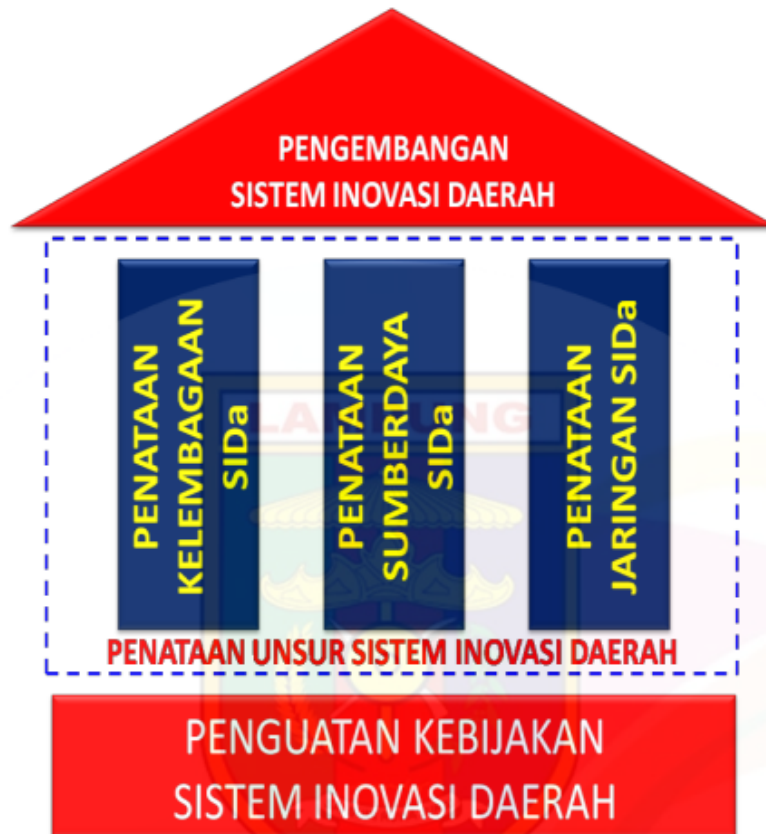 PENGEMBANGAN
SISTEM INOVASI DAERAH
PENATAAN
KELEMBAGAAN
SIDa
PENATAAN
SUMBERDAYA
SIDa
PENATAAN
JARINGAN SIDa
LAMPUNG
PENATAAN UNSUR SISTEM INOVASI DAERAH
PENGUATAN KEBIJAKAN
SISTEM INOVASI DAERAH